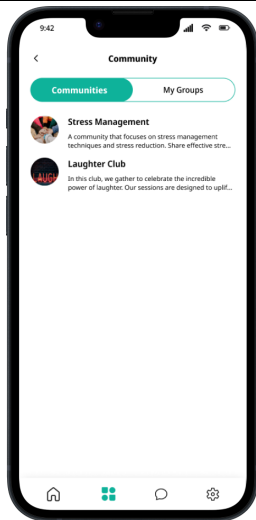 9:42
Community
Communities
My Groups
Stress Management
A community that focuses on stress management
techniques and stress reduction. Share effective stre...
LAUGH
Laughter Club
In this club, we gather to celebrate the incredible
power of laughter. Our sessions are designed to uplif...